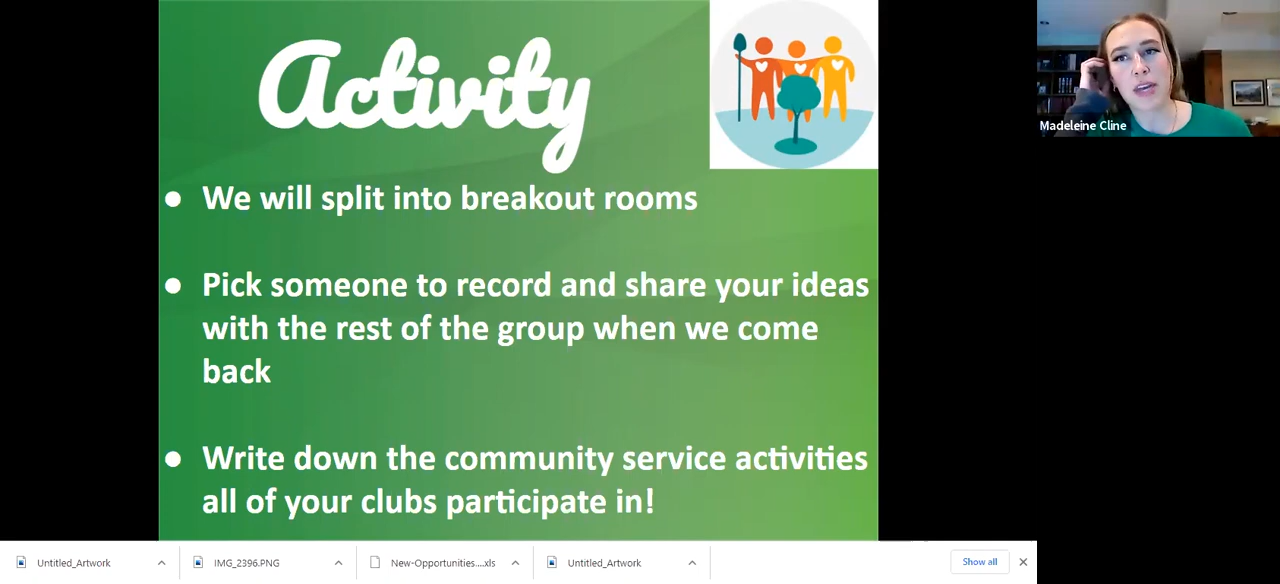 Activity
● We will split into breakout rooms
● Pick someone to record and share your ideas
with the rest of the group when we come
back
● Write down the community service activities
all of your clubs participate in!
Madeleine Cline
Untitled_Artwork
IMG_2396.PNG
New-Opportunities....xls
Untitled_Artwork
Show all